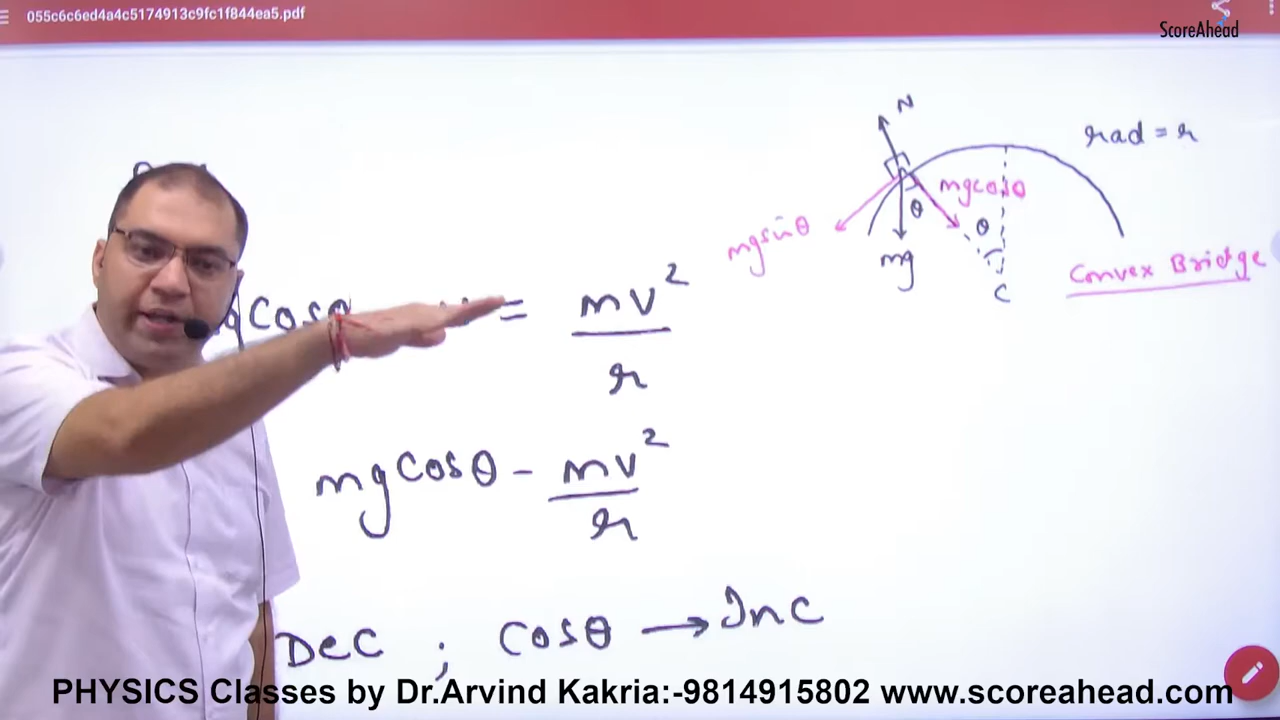 055c6c6ed4a4c5174913c9fc1f844ea5.pdf
ScoreAhead
N
rad = r
mgcosθ
θ
θ
mgsinθ
mg
C
Convex Bridge
mgcosθ = mv²
r
mgcosθ - mv²
r
Dec ; cosθ → Inc
PHYSICS Classes by Dr.Arvind Kakria:-9814915802 www.scoreahead.com